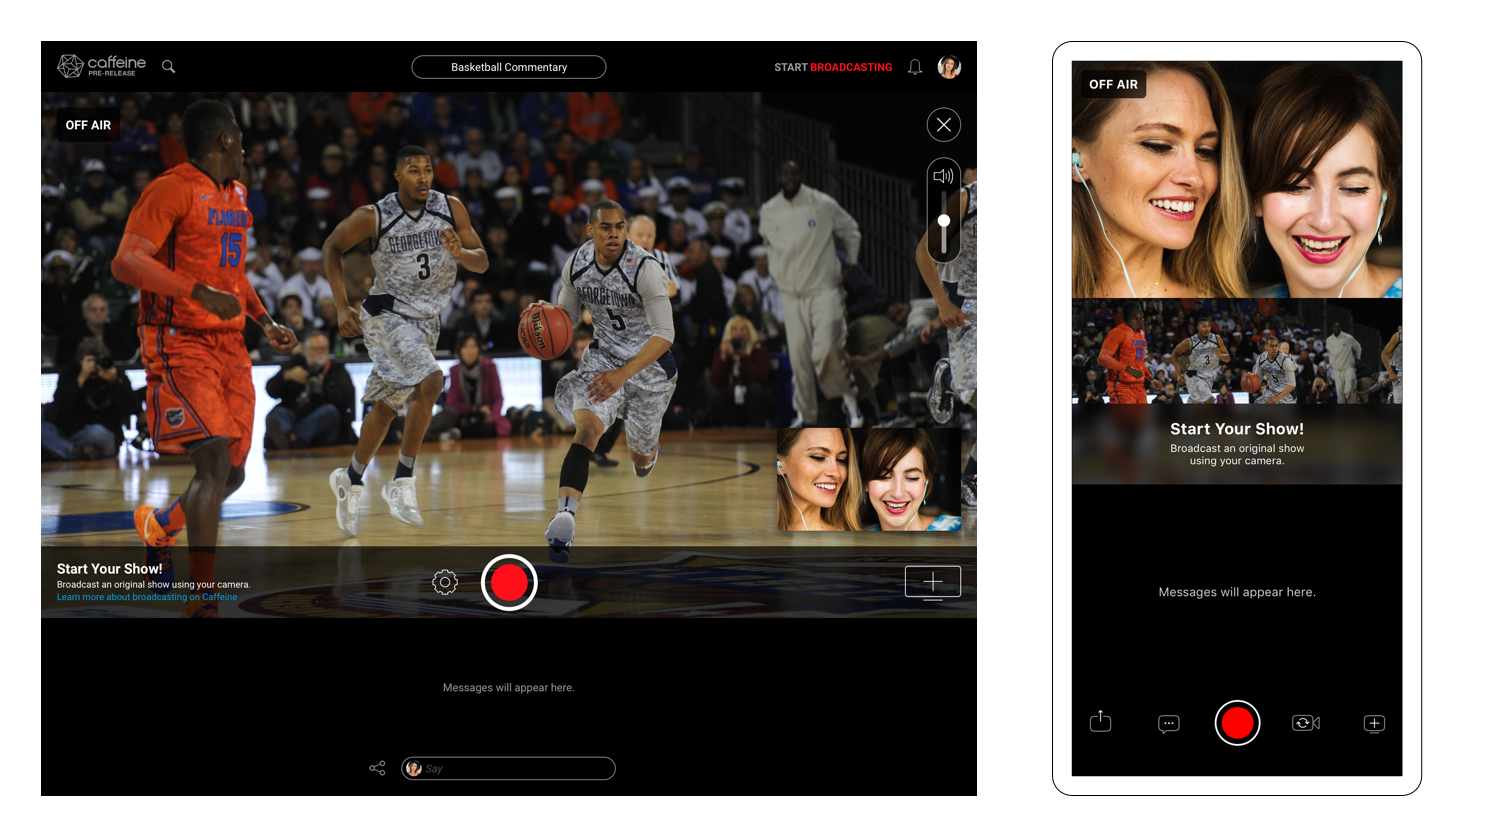 caffeine
PRE-RELEASE
Basketball Commentary
START BROADCASTING
OFF AIR
FLORIDA
15
GEORGETOWN
3
GEORGETOWN
5
Wilson
Start Your Show!
Broadcast an original show using your camera.
Learn more about broadcasting on Caffeine
Messages will appear here.
Say
OFF AIR
15
3
Start Your Show!
Broadcast an original show
using your camera.
Messages will appear here.